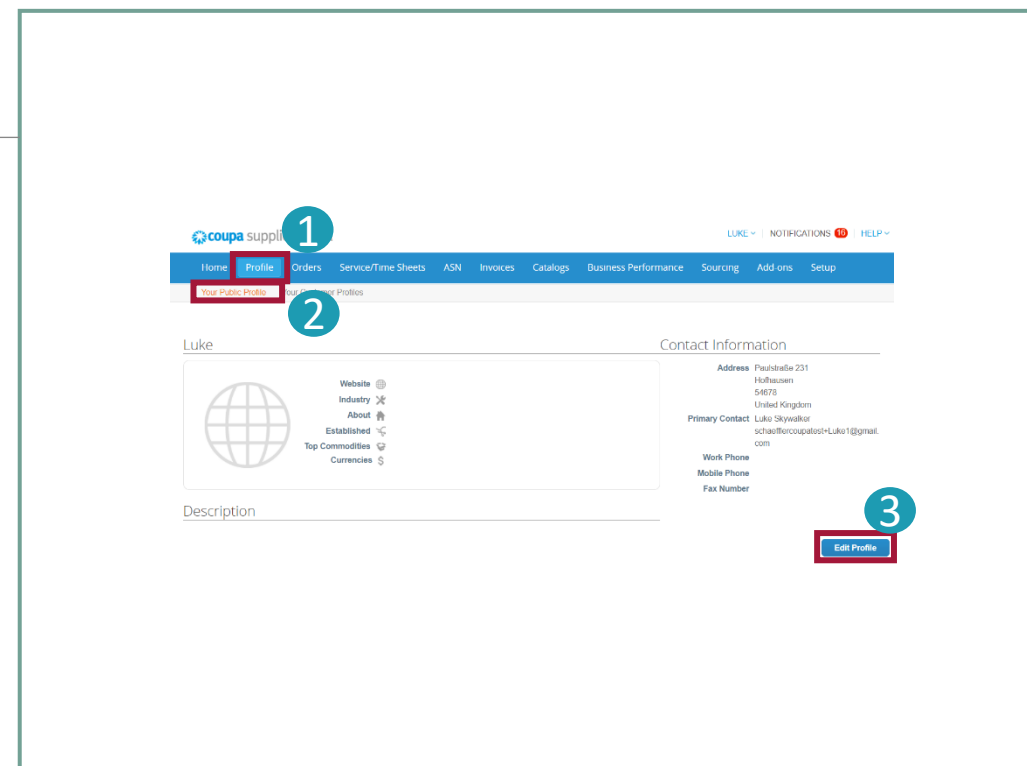 1
coupa suppli
LUKE NOTIFICATIONS 10 HELP
Home Profile Orders Service/Time Sheets ASN Invoices Catalogs Business Performance Sourcing Add-ons Setup
Your Public Profile Profiles
2
Luke
Website
Industry
About
Established
Top Commodities
Currencies $
Description
Contact Information
Address Paulstraße 231
Hofhausen
54678
United Kingdom
Primary Contact Luke Skywalker
schaefflercoupatest+Luke1@gmail.
com
Work Phone
Mobile Phone
Fax Number
3
Edit Profile